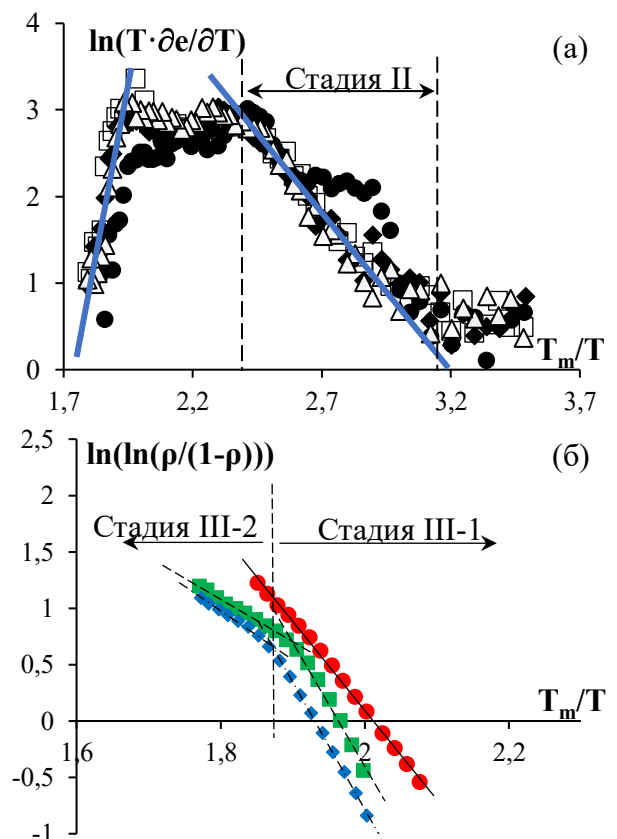 4
ln(T·∂e/∂T)
(а)
Стадия II
3
2
1
0
T_m/T
1,7
2,2
2,7
3,2
3,7
2,5
ln(ln(ρ/(1-ρ)))
(б)
2
Стадия III-2
Стадия III-1
1,5
1
0,5
T_m/T
0
1,6
1,8
2
2,2
-0,5
-1